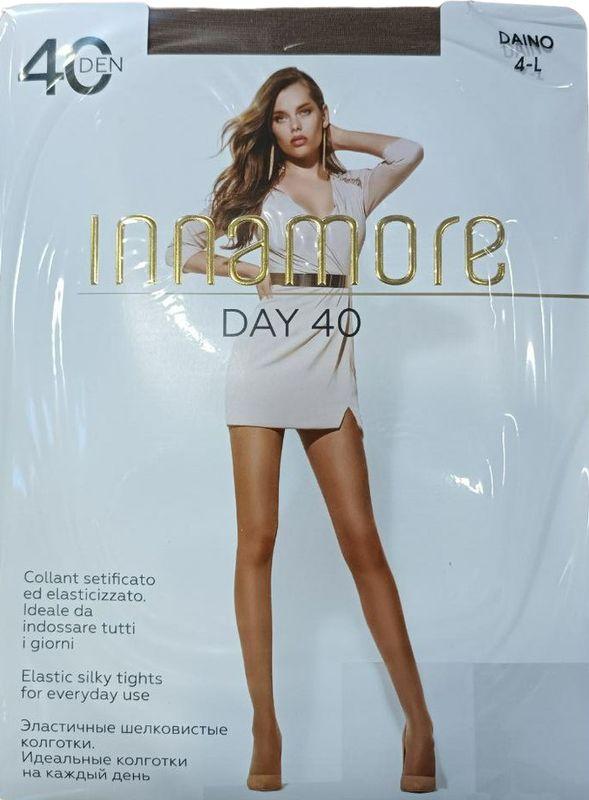 40 DEN
DAINO
4-L
innamore
DAY 40
Collant setificato
ed elasticizzato.
Ideale da
indossare tutti
i giorni
Elastic silky tights
for everyday use
Эластичные шелковистые
колготки.
Идеальные колготки
на каждый день